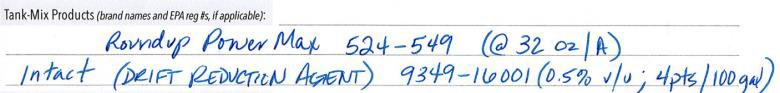 Tank-Mix Products (brand names and EPA reg #s, if applicable):
Roundup Power Max 524-549 (@ 32 oz/A)
Intact (DRIFT REDUCTION AGENT) 9349-16001 (0.5% v/v; 4pts/100 gal)